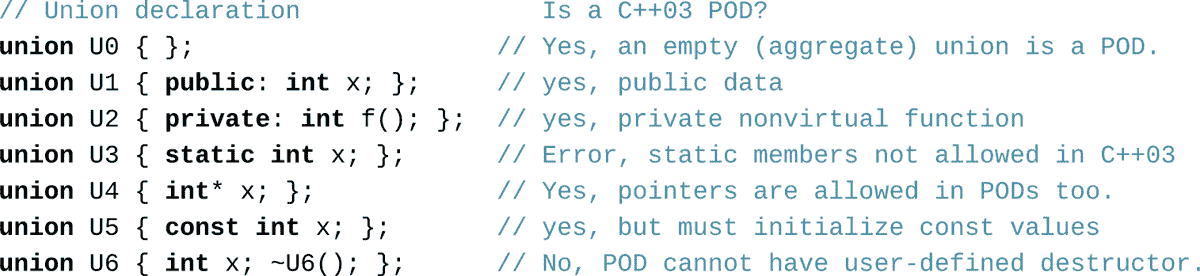 // Union declaration                Is a C++03 POD?
union U0 { };                    // Yes, an empty (aggregate) union is a POD.
union U1 { public: int x; };     // yes, public data
union U2 { private: int f(); };  // yes, private nonvirtual function
union U3 { static int x; };      // Error, static members not allowed in C++03
union U4 { int* x; };            // Yes, pointers are allowed in PODs too.
union U5 { const int x; };       // yes, but must initialize const values
union U6 { int x; ~U6(); };      // No, POD cannot have user-defined destructor